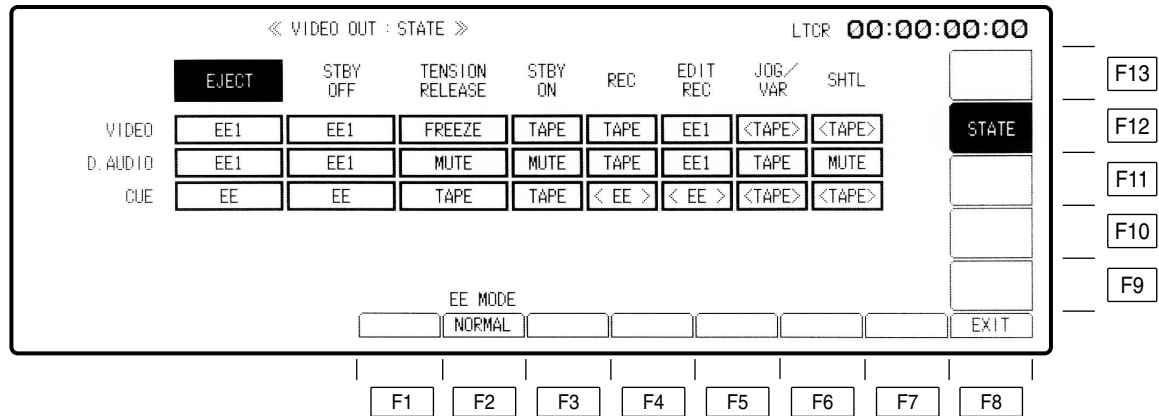 ≪ VIDEO OUT : STATE ≫ LTCR 00:00:00:00
EJECT STBY OFF TENSION RELEASE STBY ON REC EDIT REC JOG/ VAR SHTL F13
VIDEO EE1 EE1 FREEZE TAPE TAPE EE1 <TAPE> <TAPE> STATE F12
D. AUDIO EE1 EE1 MUTE MUTE TAPE EE1 TAPE MUTE F11
CUE EE EE TAPE TAPE < EE > < EE > <TAPE> <TAPE>
F10
F9
EE MODE
NORMAL EXIT
F1 F2 F3 F4 F5 F6 F7 F8